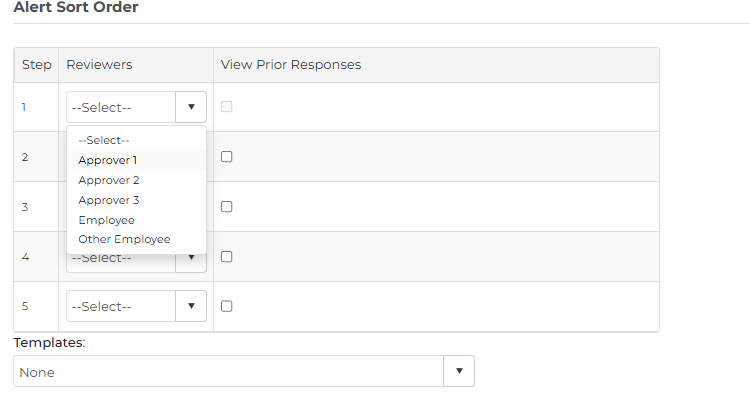 Alert Sort Order
Step Reviewers View Prior Responses
1 --Select--
--Select--
Approver 1
2
Approver 2
Approver 3
3
Employee
Other Employee
4 --Select--
5 --Select--
Templates:
None